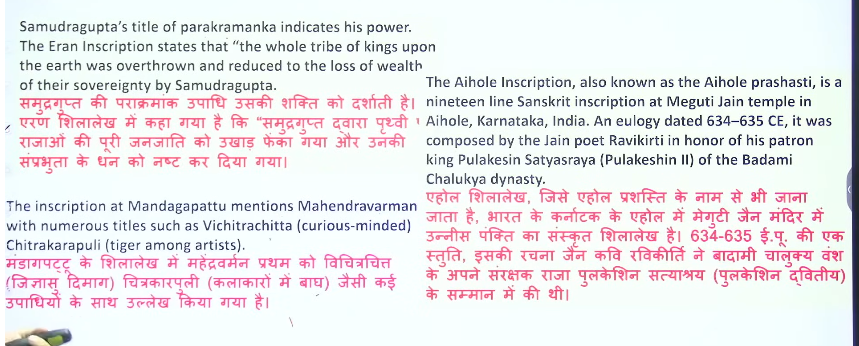 Samudragupta's title of parakramanka indicates his power.
The Eran Inscription states that “the whole tribe of kings upon
the earth was overthrown and reduced to the loss of wealth
of their sovereignty by Samudragupta.
समुद्रगुप्त की पराक्रमांक उपाधि उसकी शक्ति को दर्शाती है।
एरण शिलालेख में कहा गया है कि “समुद्रगुप्त द्वारा पृथ्वी
राजाओं की पूरी जनजाति को उखाड़ फेंका गया और उनकी
संप्रभुता के धन को नष्ट कर दिया गया।
The inscription at Mandagapattu mentions Mahendravarman
with numerous titles such as Vichitrachitta (curious-minded)
Chitrakarapuli (tiger among artists).
मंडागपट्टू के शिलालेख में महेंद्रवर्मन प्रथम को विचित्रचित्त
(जिज्ञासु दिमाग) चित्रकारपुली (कलाकारों में बाघ) जैसी कई
उपाधियों के साथ उल्लेख किया गया है।
The Aihole Inscription, also known as the Aihole prashasti, is a
nineteen line Sanskrit inscription at Meguti Jain temple in
Aihole, Karnataka, India. An eulogy dated 634–635 CE, it was
composed by the Jain poet Ravikirti in honor of his patron
king Pulakesin Satyasraya (Pulakeshin II) of the Badami
Chalukya dynasty.
एहोल शिलालेख, जिसे एहोल प्रशस्ति के नाम से भी जाना
जाता है, भारत के कर्नाटक के एहोल में मेगुटी जैन मंदिर में
उन्नीस पंक्ति का संस्कृत शिलालेख है। 634-635 ई.पू. की एक
स्तुति, इसकी रचना जैन कवि रविकीर्ति ने बादामी चालुक्य वंश
के अपने संरक्षक राजा पुलकेशिन सत्याश्रय (पुलकेशिन द्वितीय)
के सम्मान में की थी।